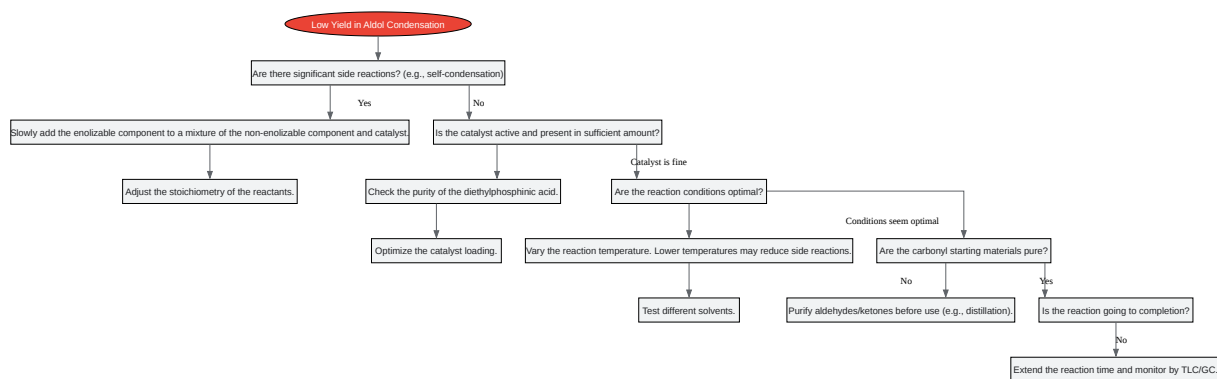 Low Yield in Aldol Condensation
Are there significant side reactions? (e.g., self-condensation)
Yes
No
Slowly add the enolizable component to a mixture of the non-enolizable component and catalyst.
Is the catalyst active and present in sufficient amount?
Catalyst is fine
Adjust the stoichiometry of the reactants.
Check the purity of the diethylphosphinic acid.
Are the reaction conditions optimal?
Conditions seem optimal
Optimize the catalyst loading.
Vary the reaction temperature. Lower temperatures may reduce side reactions.
Are the carbonyl starting materials pure?
No
Yes
Test different solvents.
Purify aldehydes/ketones before use (e.g., distillation).
Is the reaction going to completion?
No
Extend the reaction time and monitor by TLC/GC.